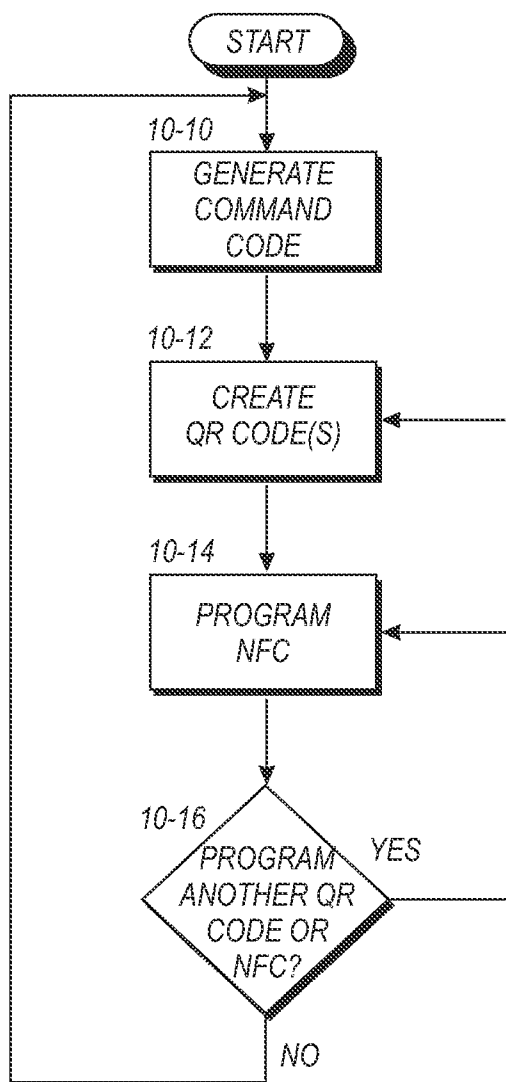 START
10-10
GENERATE
COMMAND
CODE
10-12
CREATE
QR CODE(S)
10-14
PROGRAM
NFC
10-16
PROGRAM
ANOTHER QR
CODE OR
NFC?
YES
NO